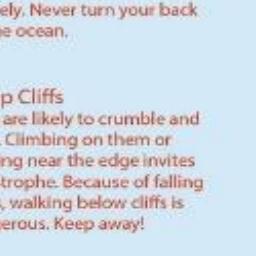 ely. Never turn your back
e ocean.
p Cliffs
are likely to crumble and
. Climbing on them or
ing near the edge invites
trophe. Because of falling
, walking below cliffs is
erous. Keep away!